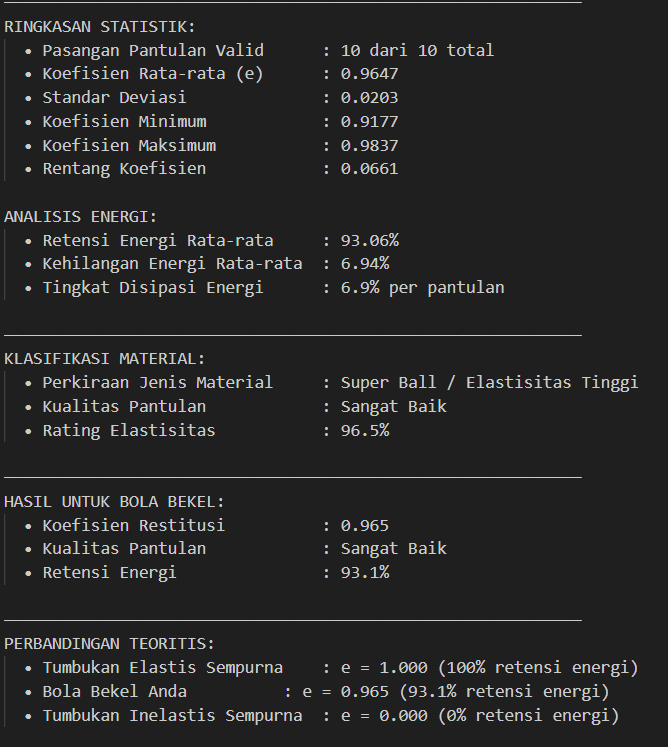 RINGKASAN STATISTIK:
• Pasangan Pantulan Valid : 10 dari 10 total
• Koefisien Rata-rata (e) : 0.9647
• Standar Deviasi : 0.0203
• Koefisien Minimum : 0.9177
• Koefisien Maksimum : 0.9837
• Rentang Koefisien : 0.0661
ANALISIS ENERGI:
• Retensi Energi Rata-rata : 93.06%
• Kehilangan Energi Rata-rata : 6.94%
• Tingkat Disipasi Energi : 6.9% per pantulan
KLASIFIKASI MATERIAL:
• Perkiraan Jenis Material : Super Ball / Elastisitas Tinggi
• Kualitas Pantulan : Sangat Baik
• Rating Elastisitas : 96.5%
HASIL UNTUK BOLA BEKEL:
• Koefisien Restitusi : 0.965
• Kualitas Pantulan : Sangat Baik
• Retensi Energi : 93.1%
PERBANDINGAN TEORITIS:
• Tumbukan Elastis Sempurna : e = 1.000 (100% retensi energi)
• Bola Bekel Anda : e = 0.965 (93.1% retensi energi)
• Tumbukan Inelastis Sempurna : e = 0.000 (0% retensi energi)